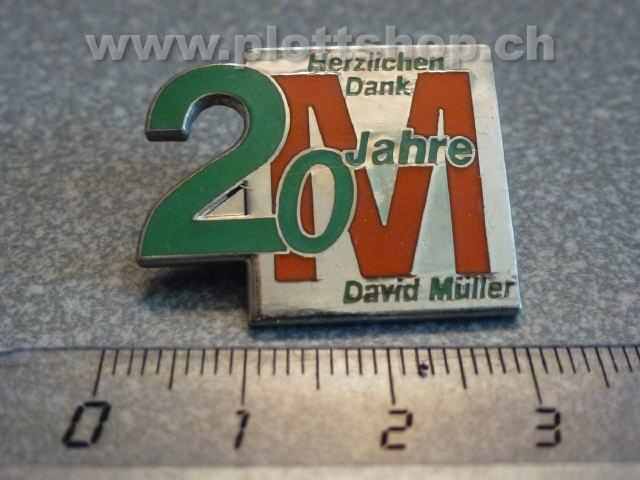 www.plottshop.ch
Herzlichen
Dank
M
20 Jahre
David Müller
0 1 2 3